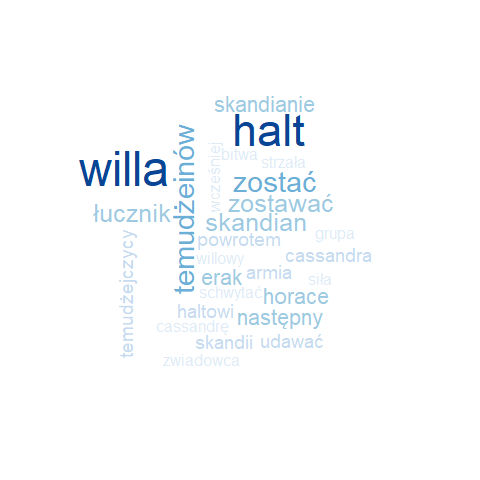 skandianie
halt
willa
temudżeinów
wcześniej
bitwa
strzała
zostać
zostawać
łucznik
skandian
temudżejczycy
powrotem
grupa
willowy
cassandra
erak
armia
siła
schwytać
horace
haltowi
następny
cassandrę
skandii
udawać
zwiadowca